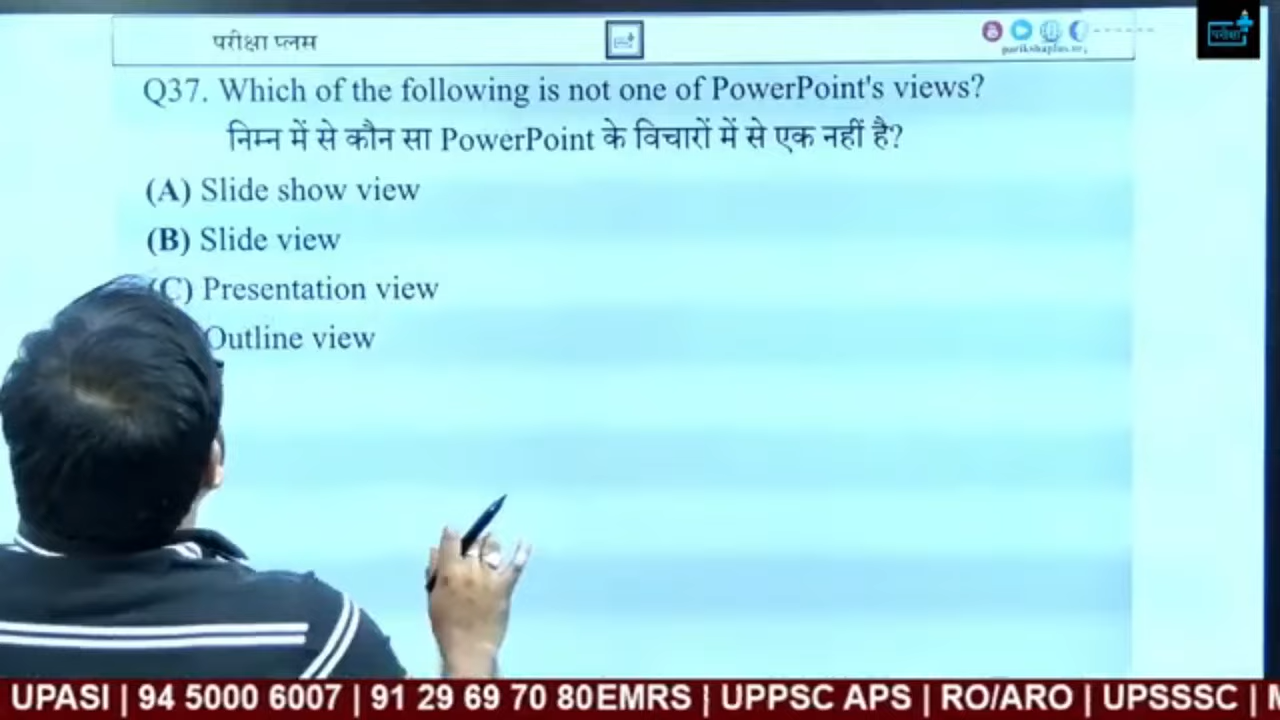 परीक्षा प्लस
परीक्षा
Q37. Which of the following is not one of PowerPoint's views?
निम्न में से कौन सा PowerPoint के विचारों में से एक नहीं है?
(A) Slide show view
(B) Slide view
(C) Presentation view
Outline view
UPASI | 94 5000 6007 | 91 29 69 70 80EMRS | UPPSC APS | RO/ARO | UPSSSC |